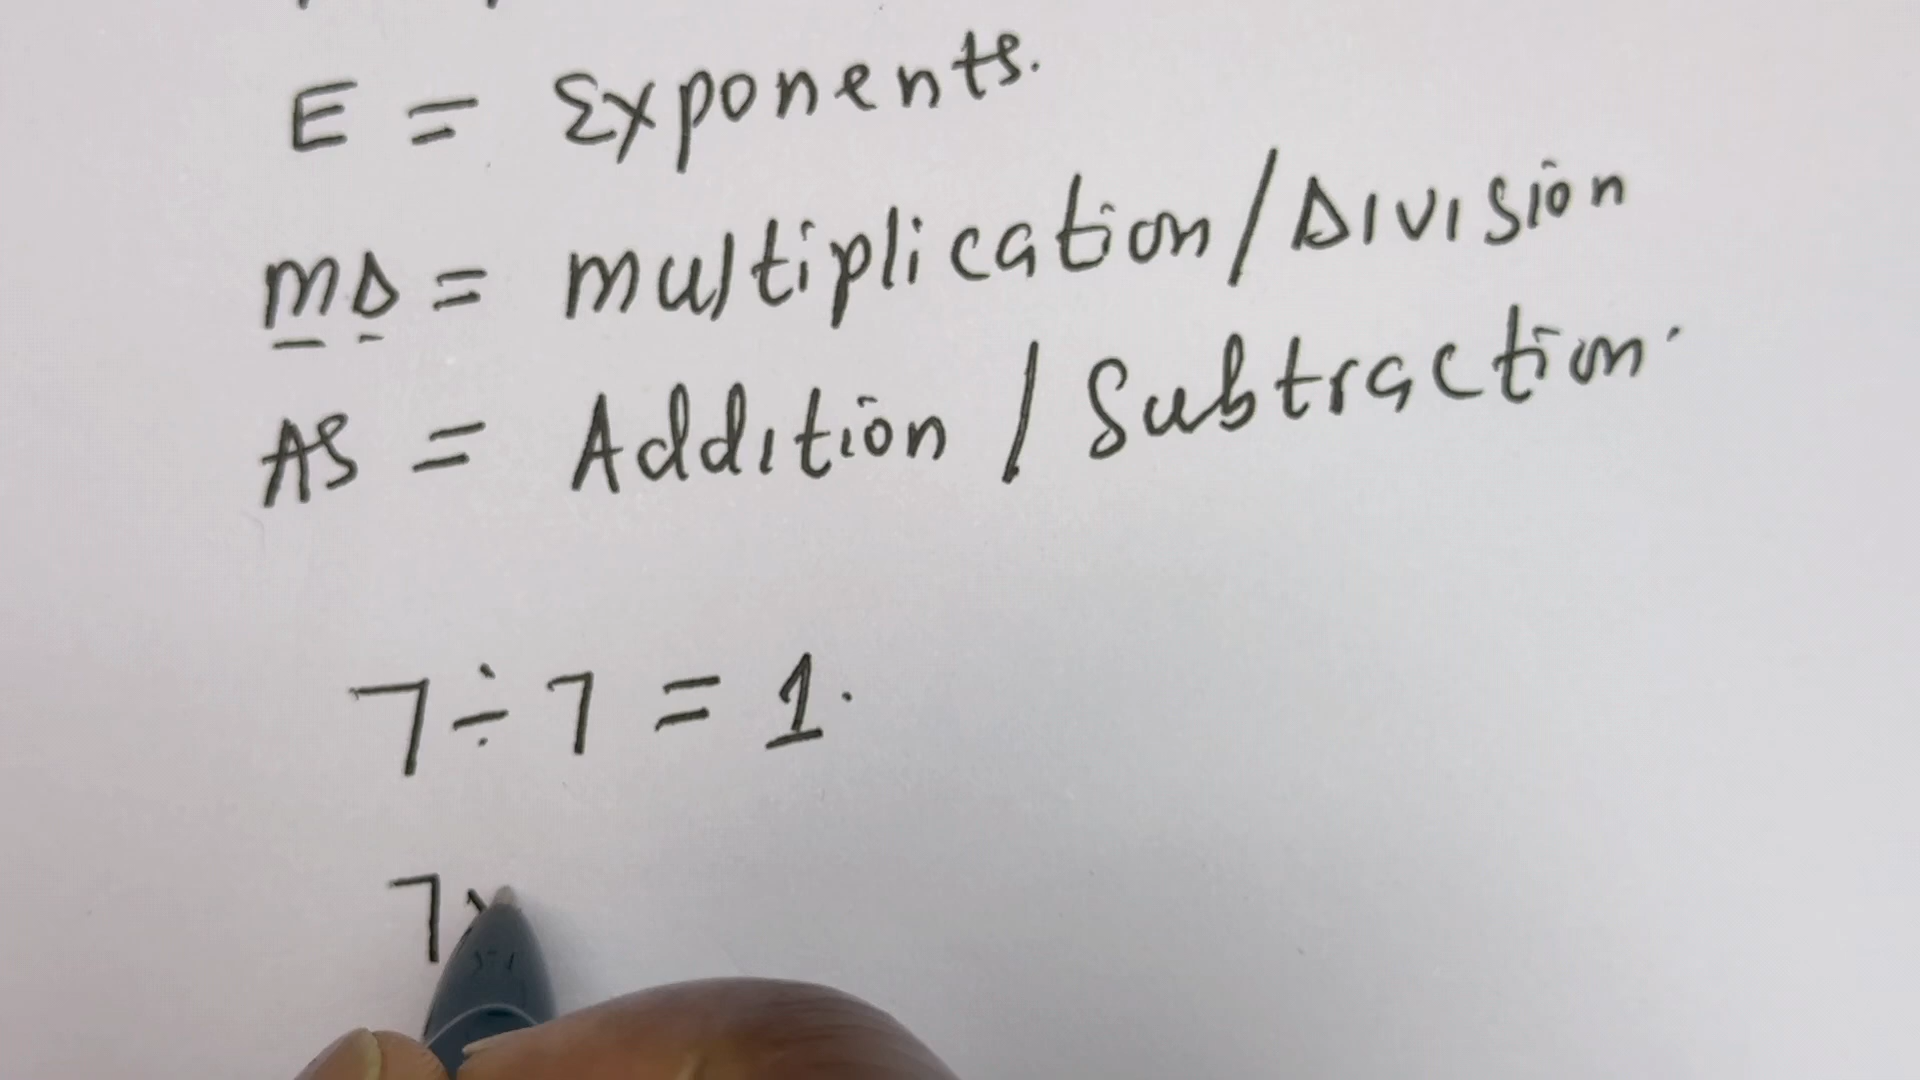 E = Exponents.
MD = multiplication/Division
AS = Addition / Subtraction.
7 ÷ 7 = 1.
7×